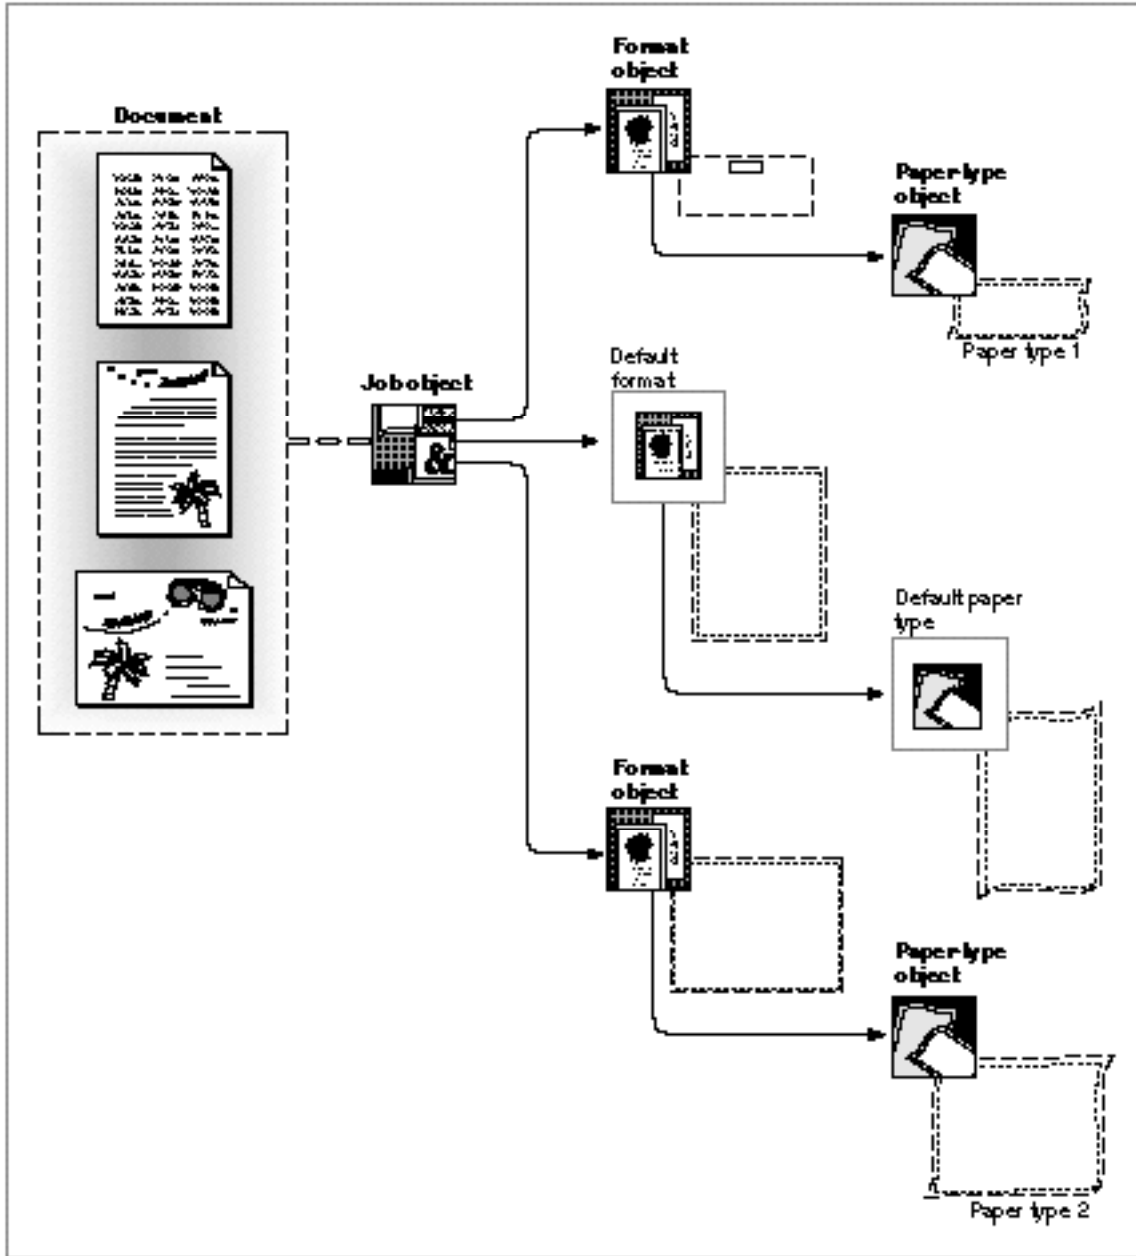 Format
object
Document
Paper-type
object
Paper type 1
Default
format
Job object
&
Default paper
type
Format
object
Paper-type
object
Paper type 2